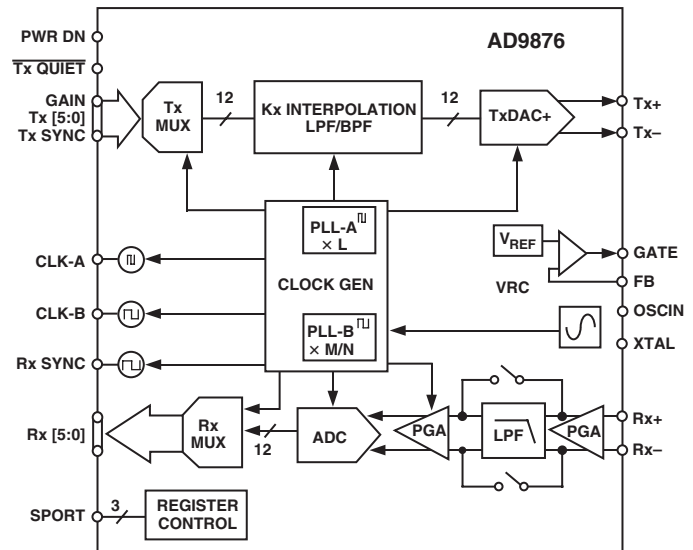 PWR DN
AD9876
Tx QUIET
GAIN
Tx [5:0]
Tx SYNC
Tx
MUX
12
Kx INTERPOLATION
LPF/BPF
12
TxDAC+
Tx+
Tx–
PLL-A
× L
CLOCK GEN
PLL-B
× M/N
CLK-A
CLK-B
Rx SYNC
VREF
VRC
GATE
FB
OSCIN
XTAL
Rx [5:0]
Rx
MUX
12
ADC
PGA
LPF
PGA
Rx+
Rx–
SPORT
3
REGISTER
CONTROL